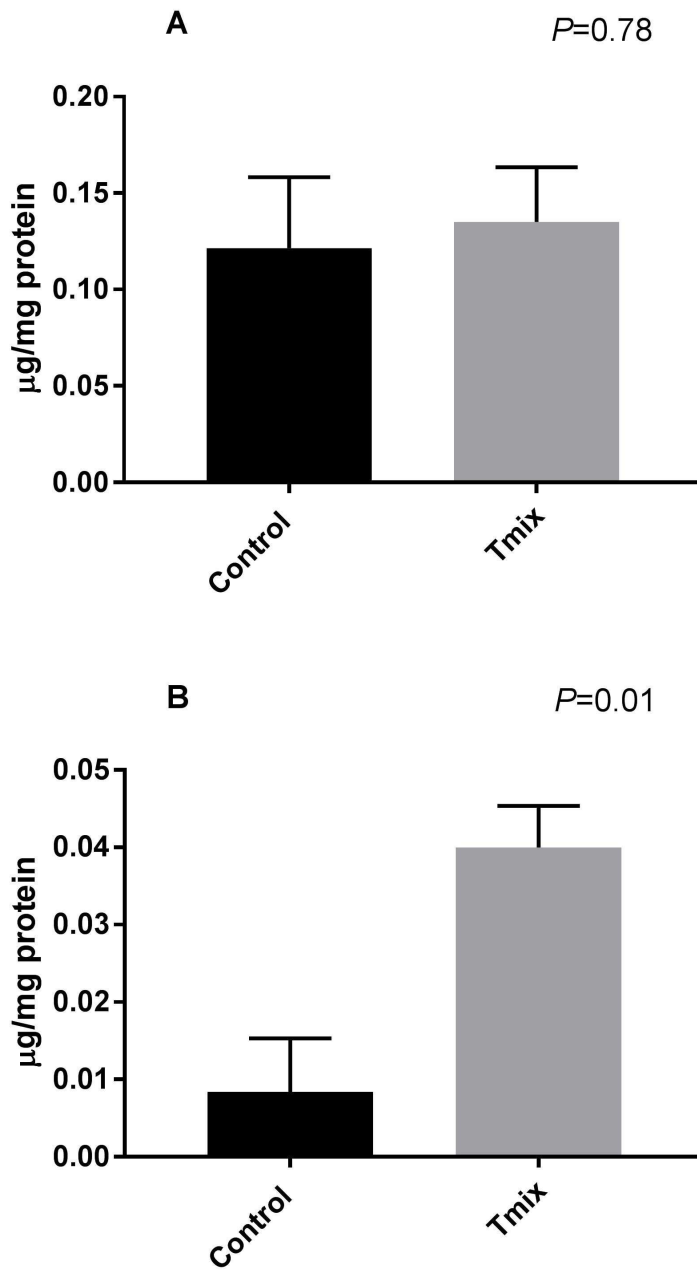 A
P=0.78
0.20
0.15
0.10
0.05
0.00
μg/mg protein
Control
Tmix
B
P=0.01
0.05
0.04
0.03
0.02
0.01
0.00
μg/mg protein
Control
Tmix